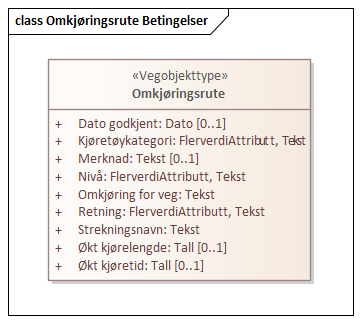 class Omkjøringsrute Betingelser
«Vegobjekttype»
Omkjøringsrute
+ Dato godkjent: Dato [0..1]
+ Kjøretøykategori: FlerverdiAttributt, Tekst
+ Merknad: Tekst [0..1]
+ Nivå: FlerverdiAttributt, Tekst
+ Omkjøring for veg: Tekst
+ Retning: FlerverdiAttributt, Tekst
+ Strekningsnavn: Tekst
+ Økt kjørelengde: Tall [0..1]
+ Økt kjøretid: Tall [0..1]